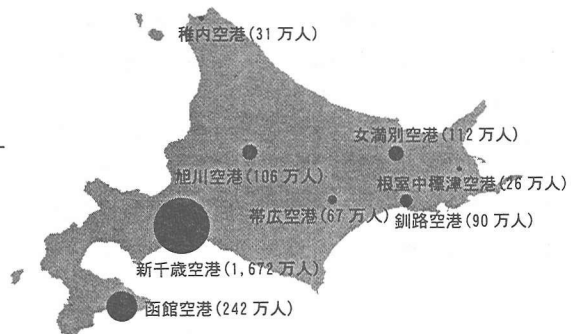 稚内空港(31 万人)
女満別空港(112 万人)
旭川空港(106 万人)
根室中標津空港(26 万人)
帯広空港(67 万人)
釧路空港(90 万人)
新千歳空港(1,672 万人)
函館空港(242 万人)